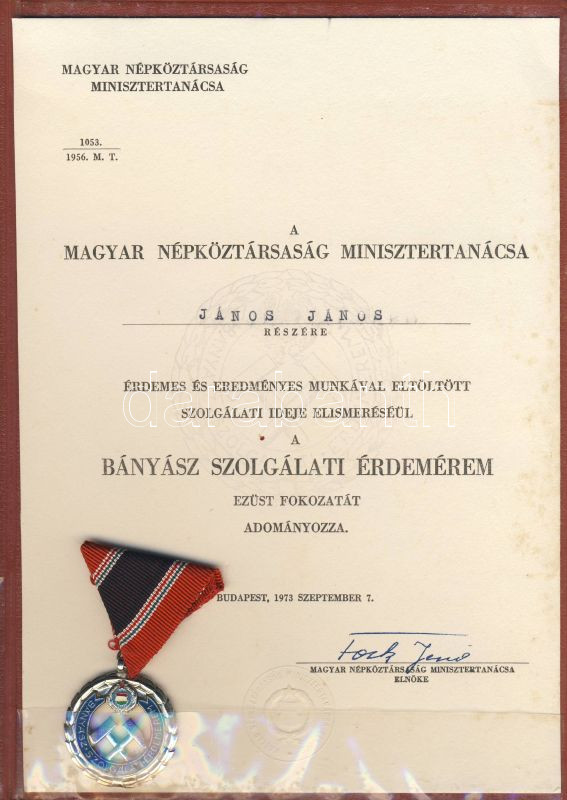 MAGYAR NÉPKÖZTÁRSASÁG
MINISZTERTANÁCSA
1053.
1956. M. T.
A
MAGYAR NÉPKÖZTÁRSASÁG MINISZTERTANÁCSA
JÁNOS JÁNOS
RÉSZÉRE
ÉRDEMES ÉS EREDMÉNYES MUNKÁVAL ELTÖLTÖTT
SZOLGÁLATI IDEJE ELISMERÉSÉÜL
darabanth
A
BÁNYÁSZ SZOLGÁLATI ÉRDEMÉREM
EZÜST FOKOZATÁT
ADOMÁNYOZZA.
BUDAPEST, 1973 SZEPTEMBER 7.
Fock Jenő
MAGYAR NÉPKÖZTÁRSASÁG MINISZTERTANÁCSA
ELNÖKE